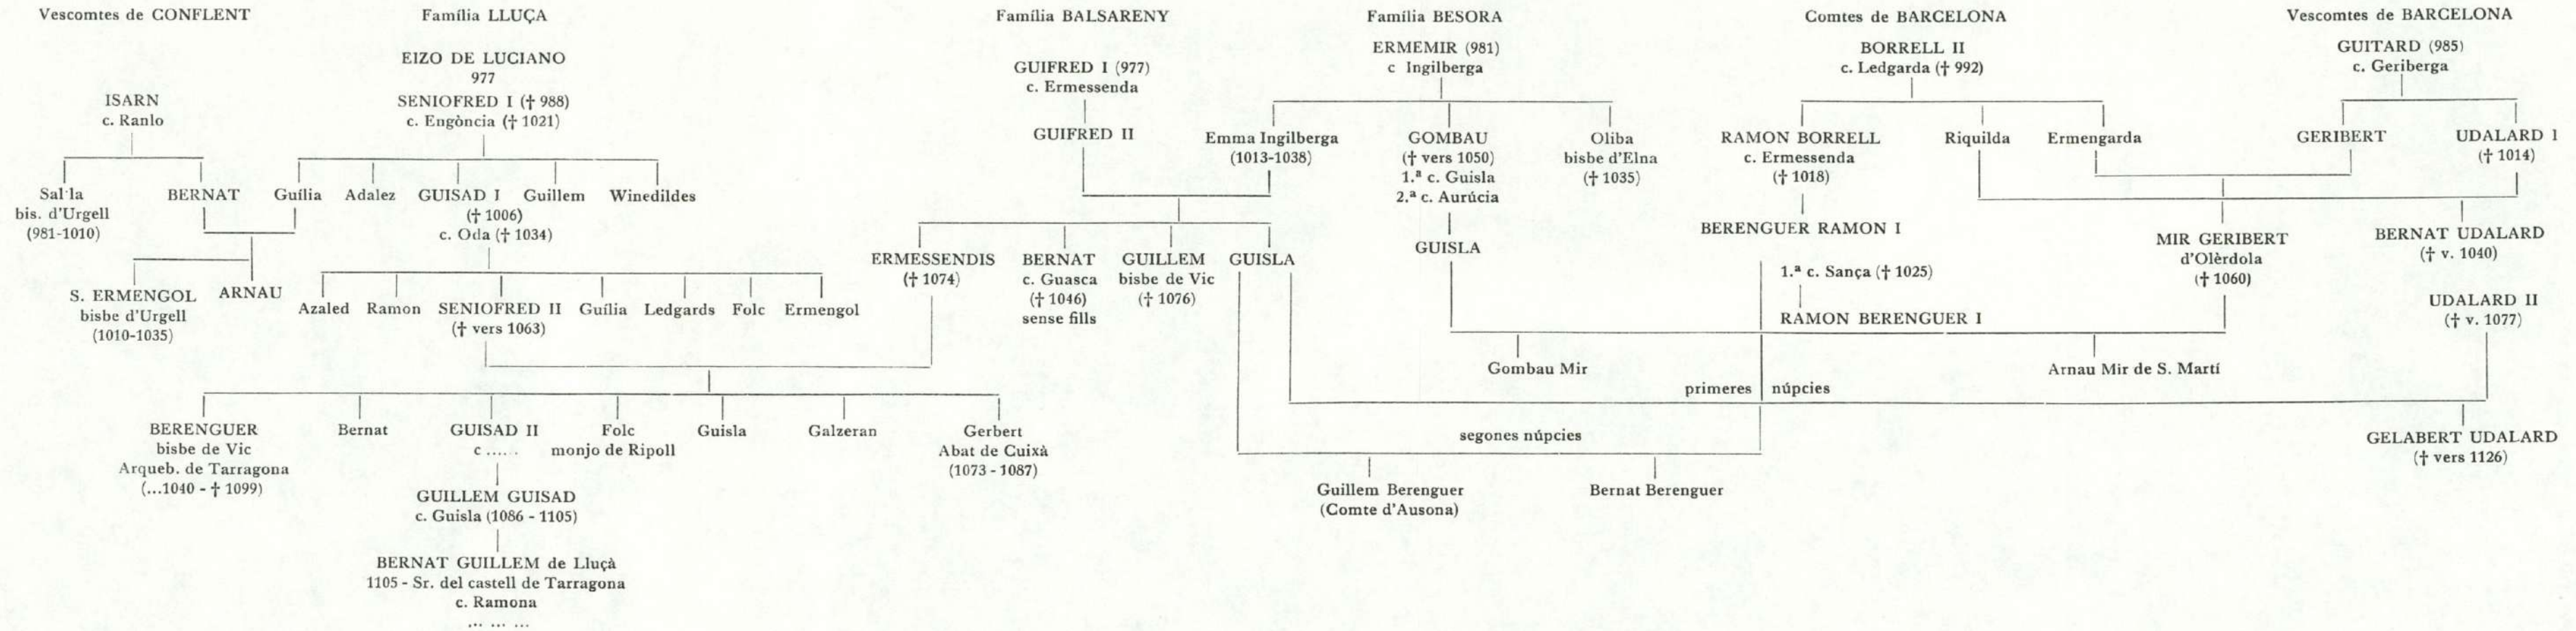 Vescomtes de CONFLENT
Família LLUÇA
Família BALSARENY
Família BESORA
Comtes de BARCELONA
Vescomtes de BARCELONA
EIZO DE LUCIANO
977
SENIOFRED I († 988)
c. Engòncia († 1021)
GUIFRED I (977)
c. Ermessenda
ERMEMIR (981)
c Ingilberga
BORRELL II
c. Ledgarda († 992)
GUITARD (985)
c. Geriberga
ISARN
c. Ranlo
GUIFRED II
Emma Ingilberga
(1013-1038)
GOMBAU
(† vers 1050)
1.ª c. Guisla
2.ª c. Aurúcia
Oliba
bisbe d'Elna
(† 1035)
RAMON BORRELL
c. Ermessenda
(† 1018)
Riquilda
Ermengarda
GERIBERT
UDALARD I
(† 1014)
Sal·la
bis. d'Urgell
(981-1010)
BERNAT
Guília
Adalez
GUISAD I
(† 1006)
c. Oda († 1034)
Guillem
Winedildes
ERMESSENDIS
(† 1074)
BERNAT
c. Guasca
(† 1046)
sense fills
GUILLEM
bisbe de Vic
(† 1076)
GUISLA
GUISLA
BERENGUER RAMON I
1.ª c. Sança († 1025)
RAMON BERENGUER I
MIR GERIBERT
d'Olèrdola
(† 1060)
BERNAT UDALARD
(† v. 1040)
UDALARD II
(† v. 1077)
S. ERMENGOL
bisbe d'Urgell
(1010-1035)
ARNAU
Azaled
Ramon
SENIOFRED II
(† vers 1063)
Guília
Ledgards
Folc
Ermengol
Gombau Mir
Arnau Mir de S. Martí
primeres núpcies
BERENGUER
bisbe de Vic
Arqueb. de Tarragona
(...1040 - † 1099)
Bernat
GUISAD II
c ......
Folc
monjo de Ripoll
Guisla
Galzeran
Gerbert
Abat de Cuixà
(1073 - 1087)
segones núpcies
GELABERT UDALARD
(† vers 1126)
Guillem Berenguer
(Comte d'Ausona)
Bernat Berenguer
GUILLEM GUISAD
c. Guisla (1086 - 1105)
BERNAT GUILLEM de Lluçà
1105 - Sr. del castell de Tarragona
c. Ramona
... ... ...